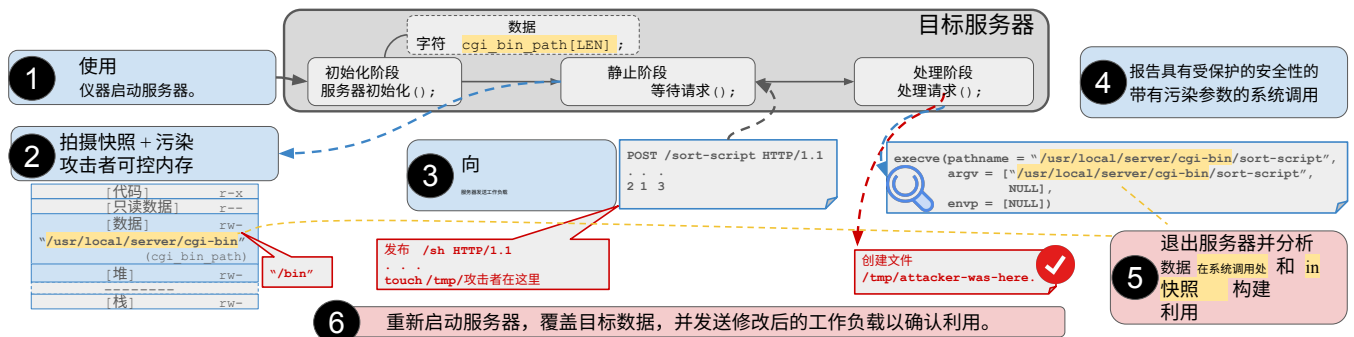 目标服务器
数据
字符 cgi_bin_path[LEN];
1
使用
仪器启动服务器。
初始化阶段
服务器初始化();
静止阶段
等待请求();
处理阶段
处理请求();
4
报告具有受保护的安全性的
带有污染参数的系统调用
2
拍摄快照 + 污染
攻击者可控内存
3
向
服务器发送工作负载
POST /sort-script HTTP/1.1
. . .
2 1 3
execve(pathname = “/usr/local/server/cgi-bin/sort-script”,
argv = [“/usr/local/server/cgi-bin/sort-script”,
NULL],
envp = [NULL])
[代码] r-x
[只读数据] r--
[数据] rw-
“/usr/local/server/cgi-bin”
(cgi_bin_path)
[堆] rw-
--------
[栈] rw-
“/bin”
发布 /sh HTTP/1.1
. . .
touch /tmp/攻击者在这里
创建文件
/tmp/attacker-was-here.
5
退出服务器并分析
数据 在系统调用处 和 in
快照 构建
利用
6
重新启动服务器，覆盖目标数据，并发送修改后的工作负载以确认利用。